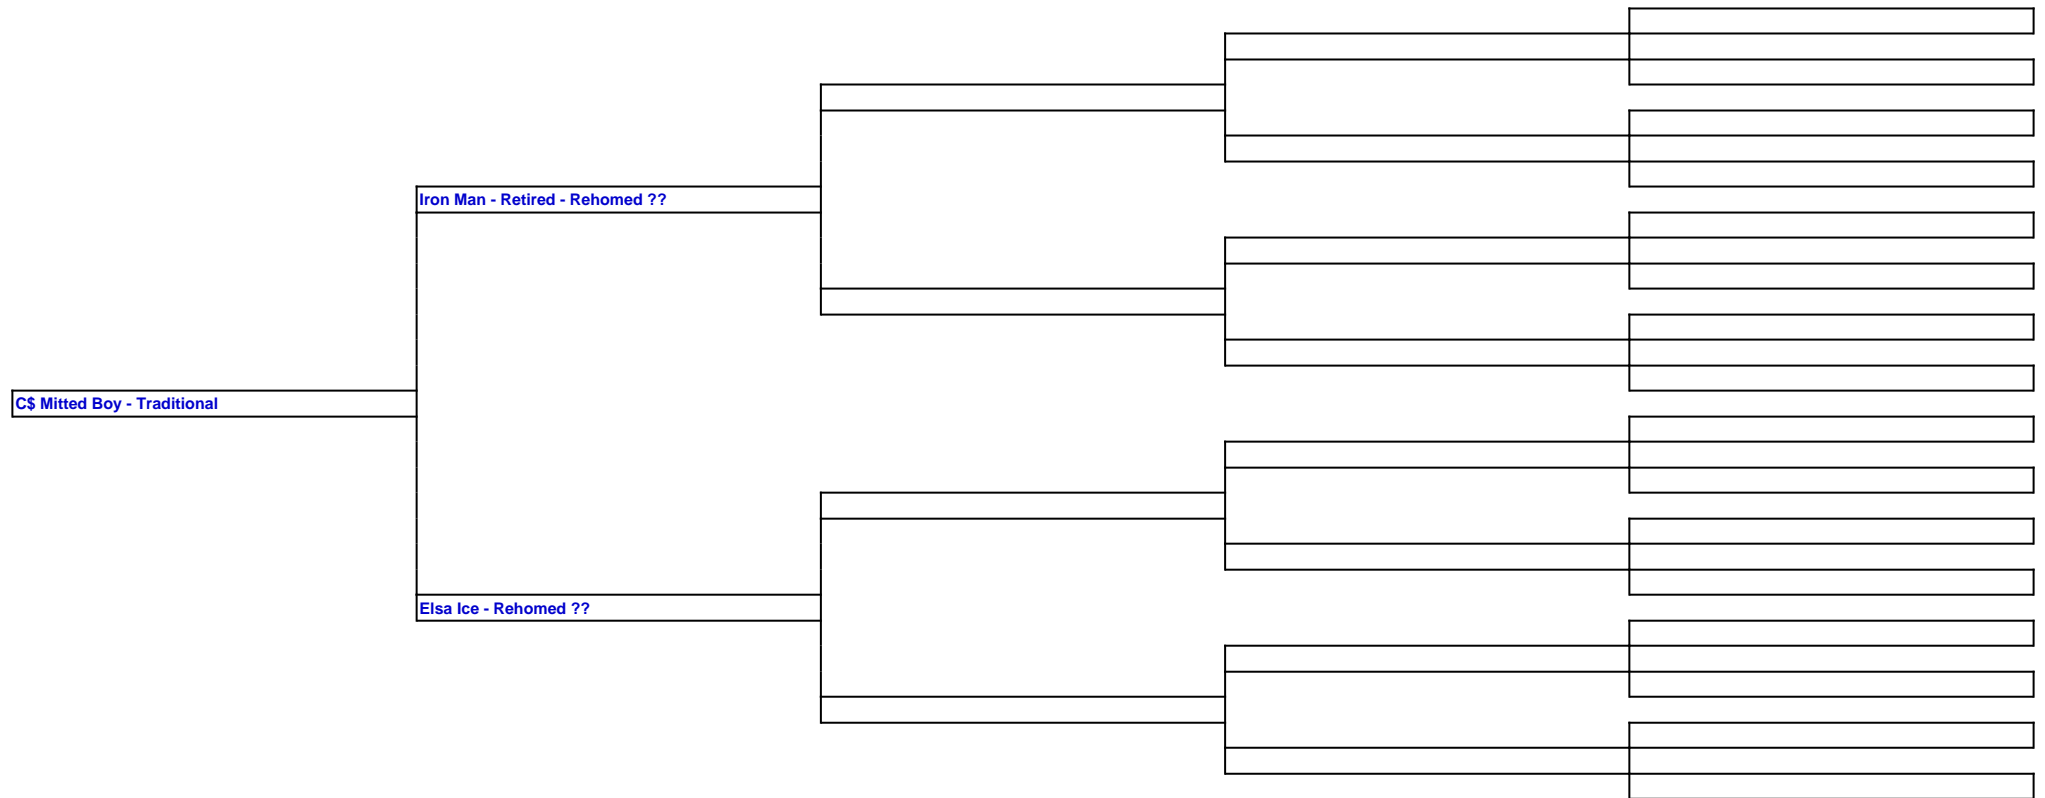 Iron Man - Retired - Rehomed ??
C$ Mitted Boy - Traditional
Elsa Ice - Rehomed ??